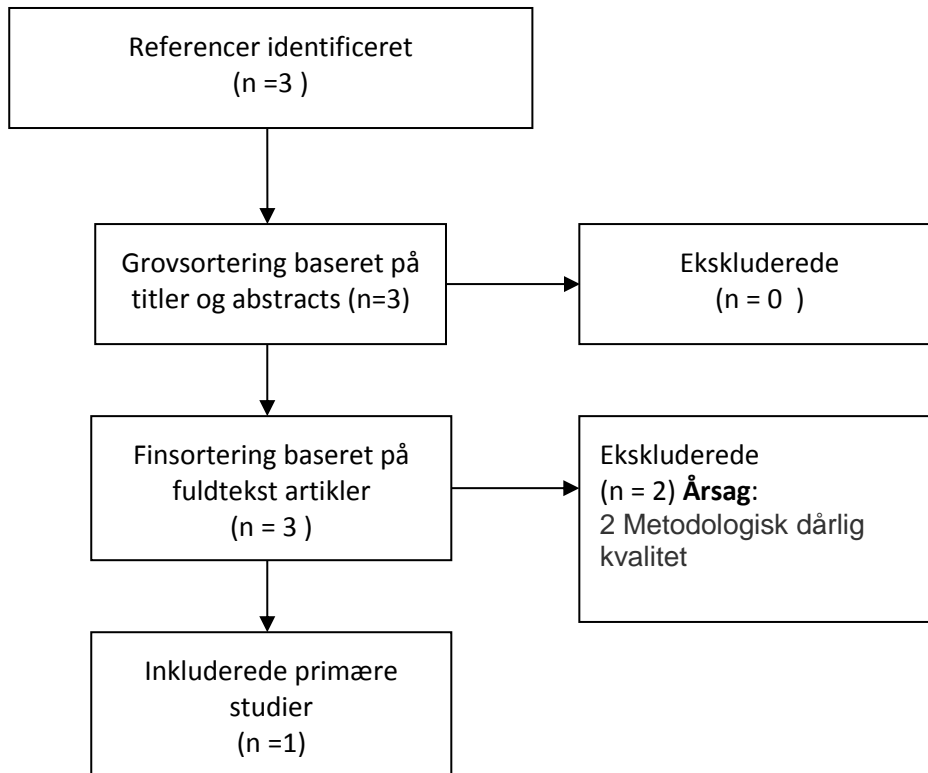 Referencer identificeret
(n =3 )
Grovsortering baseret på
titler og abstracts (n=3)
Ekskluderede
(n = 0  )
Finsortering baseret på
fuldtekst artikler
(n = 3 )
Ekskluderede
(n = 2) Årsag:
2 Metodologisk dårlig
kvalitet
Inkluderede primære
studier
(n =1)